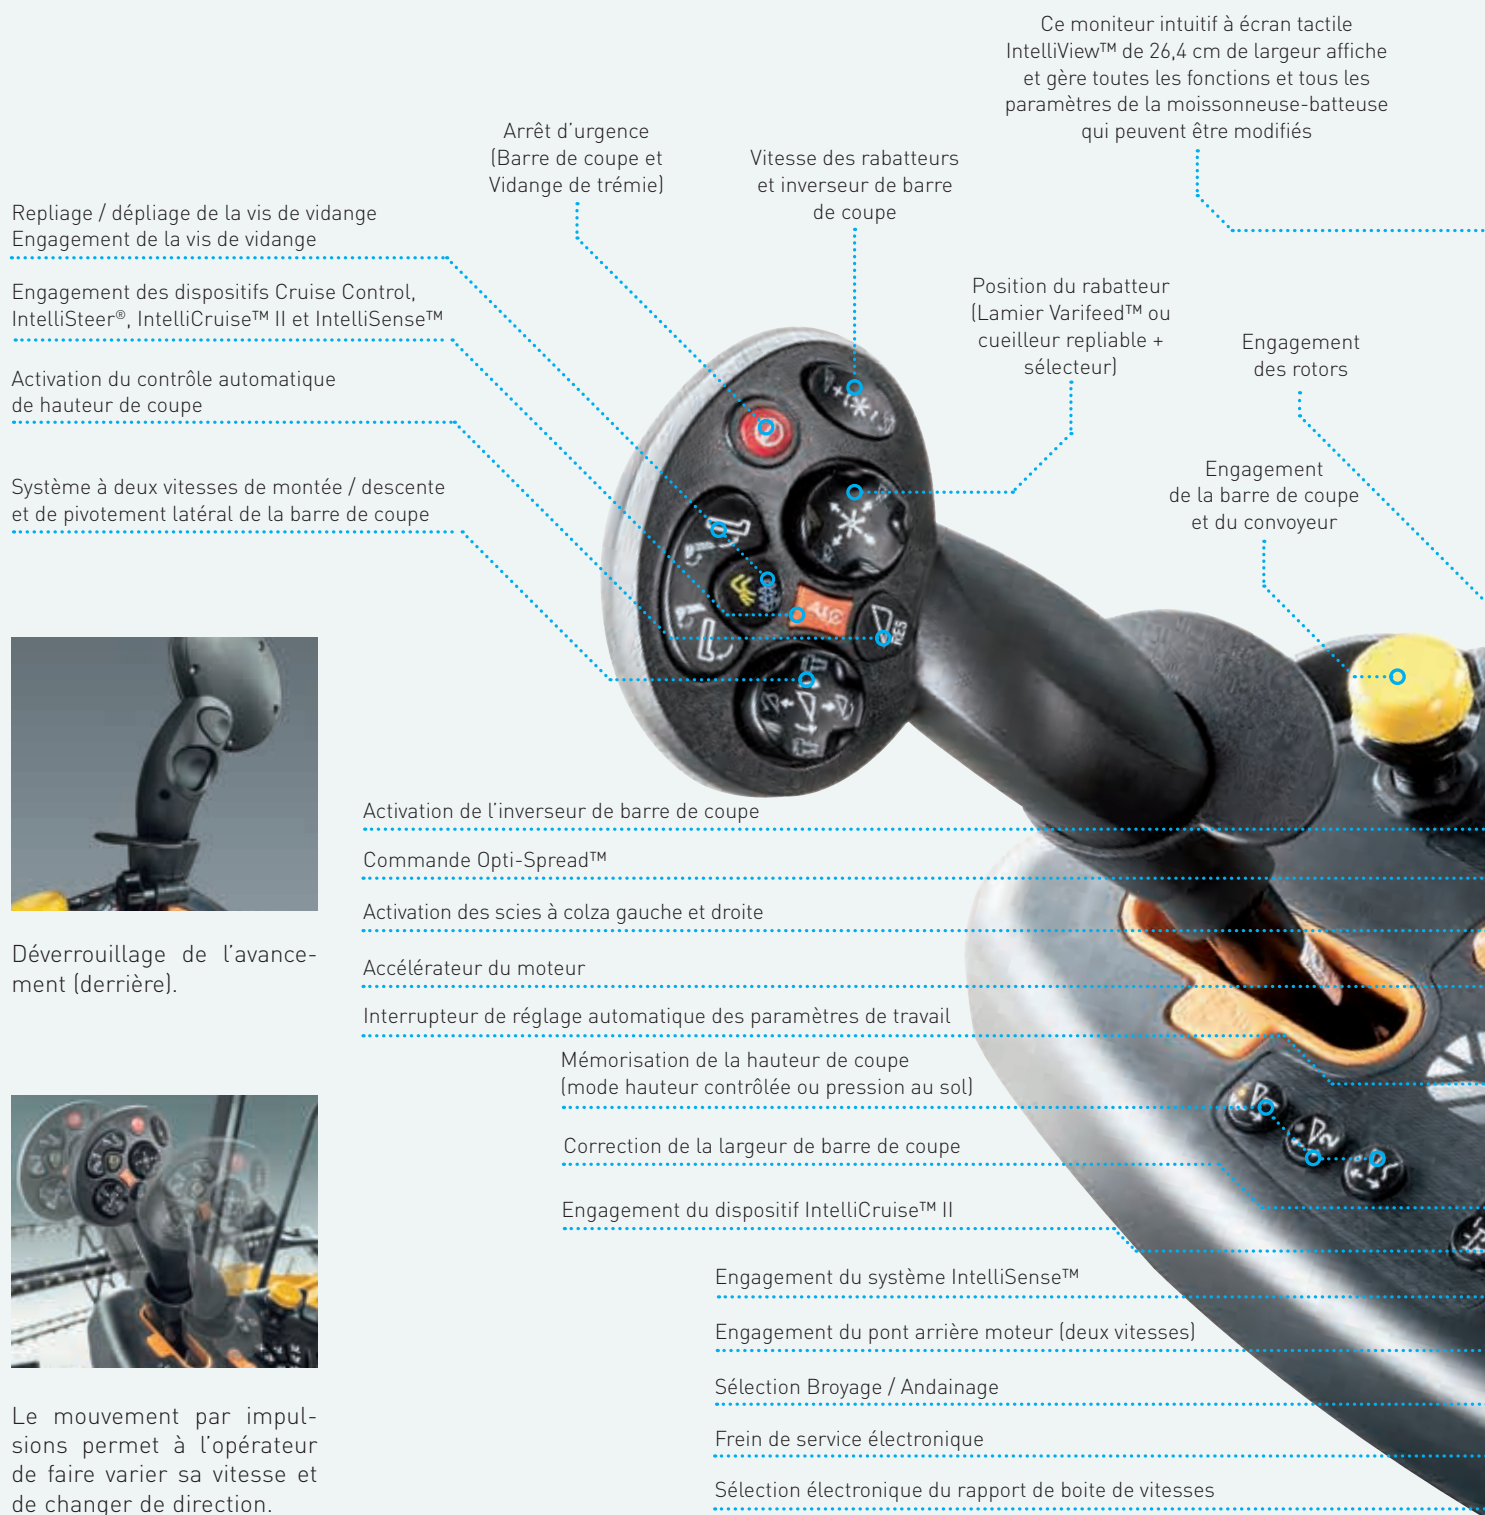 Ce moniteur intuitif à écran tactile
IntelliView™ de 26,4 cm de largeur affiche
et gère toutes les fonctions et tous les
paramètres de la moissonneuse-batteuse
qui peuvent être modifiés
Arrêt d’urgence
(Barre de coupe et
Vidange de trémie)
Vitesse des rabatteurs
et inverseur de barre
de coupe
Repliage / dépliage de la vis de vidange
Engagement de la vis de vidange
Engagement des dispositifs Cruise Control,
IntelliSteer®, IntelliCruise™ II et IntelliSense™
Activation du contrôle automatique
de hauteur de coupe
Système à deux vitesses de montée / descente
et de pivotement latéral de la barre de coupe
Position du rabatteur
(Lamier Varifeed™ ou
cueilleur repliable +
sélecteur)
Engagement
des rotors
Engagement
de la barre de coupe
et du convoyeur
RES
Activation de l’inverseur de barre de coupe
Commande Opti-Spread™
Activation des scies à colza gauche et droite
Accélérateur du moteur
Interrupteur de réglage automatique des paramètres de travail
Mémorisation de la hauteur de coupe
(mode hauteur contrôlée ou pression au sol)
Correction de la largeur de barre de coupe
Engagement du dispositif IntelliCruise™ II
Engagement du système IntelliSense™
Engagement du pont arrière moteur (deux vitesses)
Sélection Broyage / Andainage
Frein de service électronique
Sélection électronique du rapport de boite de vitesses
Déverrouillage de l’avance-
ment (derrière).
Le mouvement par impul-
sions permet à l’opérateur
de faire varier sa vitesse et
de changer de direction.